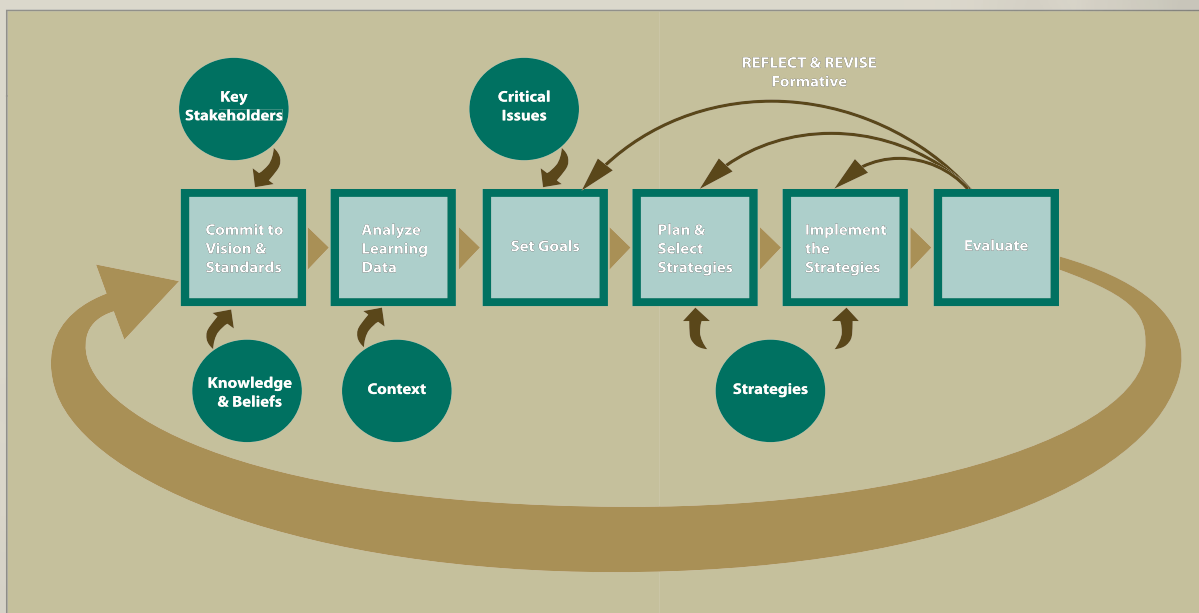 Key
Stakeholders
Critical
Issues
REFLECT & REVISE
Formative
Commit to
Vision &
Standards
Analyze
Learning
Data
Set Goals
Plan &
Select
Strategies
Implement
the
Strategies
Evaluate
Knowledge
& Beliefs
Context
Strategies